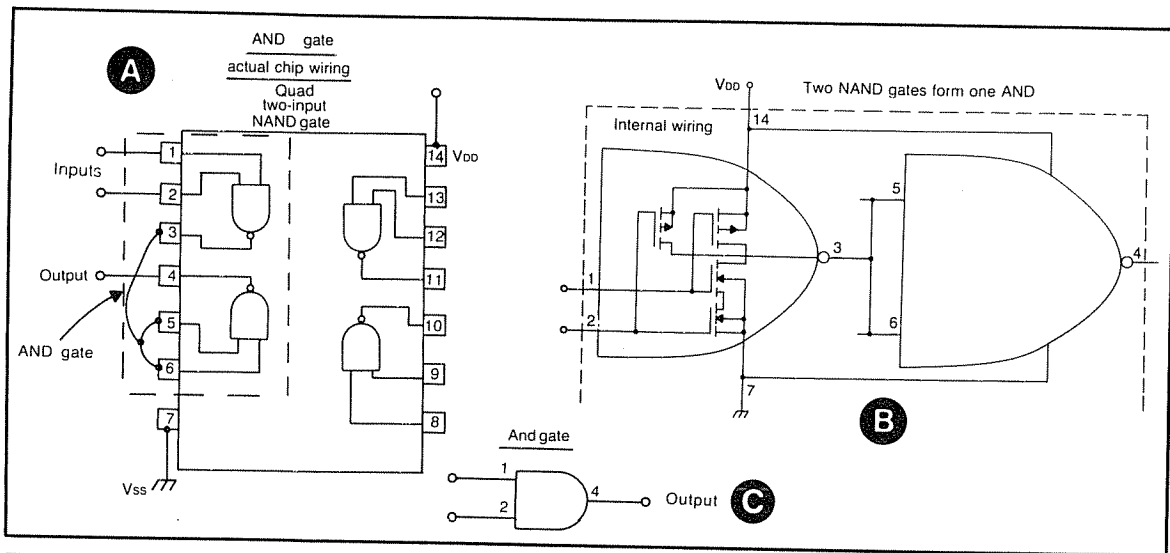 A
AND gate
actual chip wiring
Quad
two-input
NAND gate
Inputs
1
2
3
Output
4
5
AND gate
6
7
Vss
14
VDD
13
12
11
10
9
8
VDD
Two NAND gates form one AND
14
Internal wiring
1
2
3
5
6
4
7
B
And gate
1
2
4
Output
C